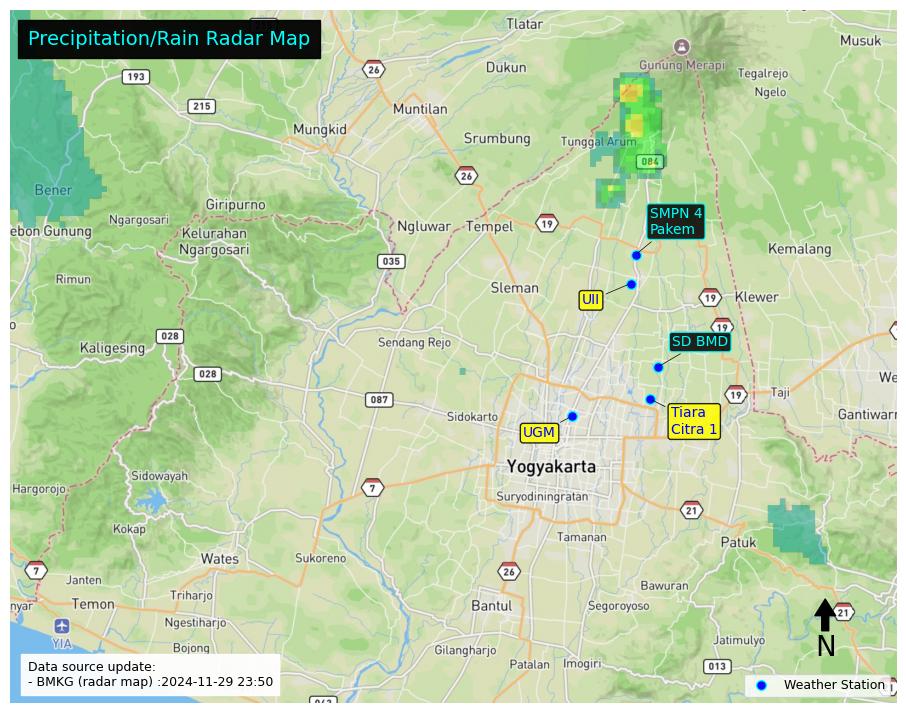 Precipitation/Rain Radar Map
Tlatar
Musuk
26
193
Dukun
Gunung Merapi
Tegalrejo
Ngelo
215
Muntilan
Mungkid
Srumbung
Tunggal Arum
084
26
Bener
Giripurno
Ngargosari
ebon Gunung
Kelurahan
Ngargosari
Ngluwar
Tempel
19
SMPN 4
Pakem
Kemalang
035
Rimun
Sleman
UII
19
Klewer
19
028
Kaligesing
Sendang Rejo
SD BMD
028
087
We
19
Taji
Sidokarto
Tiara
Citra 1
Gantiwarn
UGM
Yogyakarta
Sidowayah
Hargorojo
7
Suryodiningratan
21
Kokap
Tamanan
Patuk
Wates
Sukoreno
7
Janten
26
Bawuran
nyar
Temon
Triharjo
Bantul
Segoroyoso
21
Ngestiharjo
YIA
Bojong
Gilangharjo
Jatimulyo
N
Patalan
Imogiri
013
Data source update:
- BMKG (radar map) :2024-11-29 23:50
Weather Station